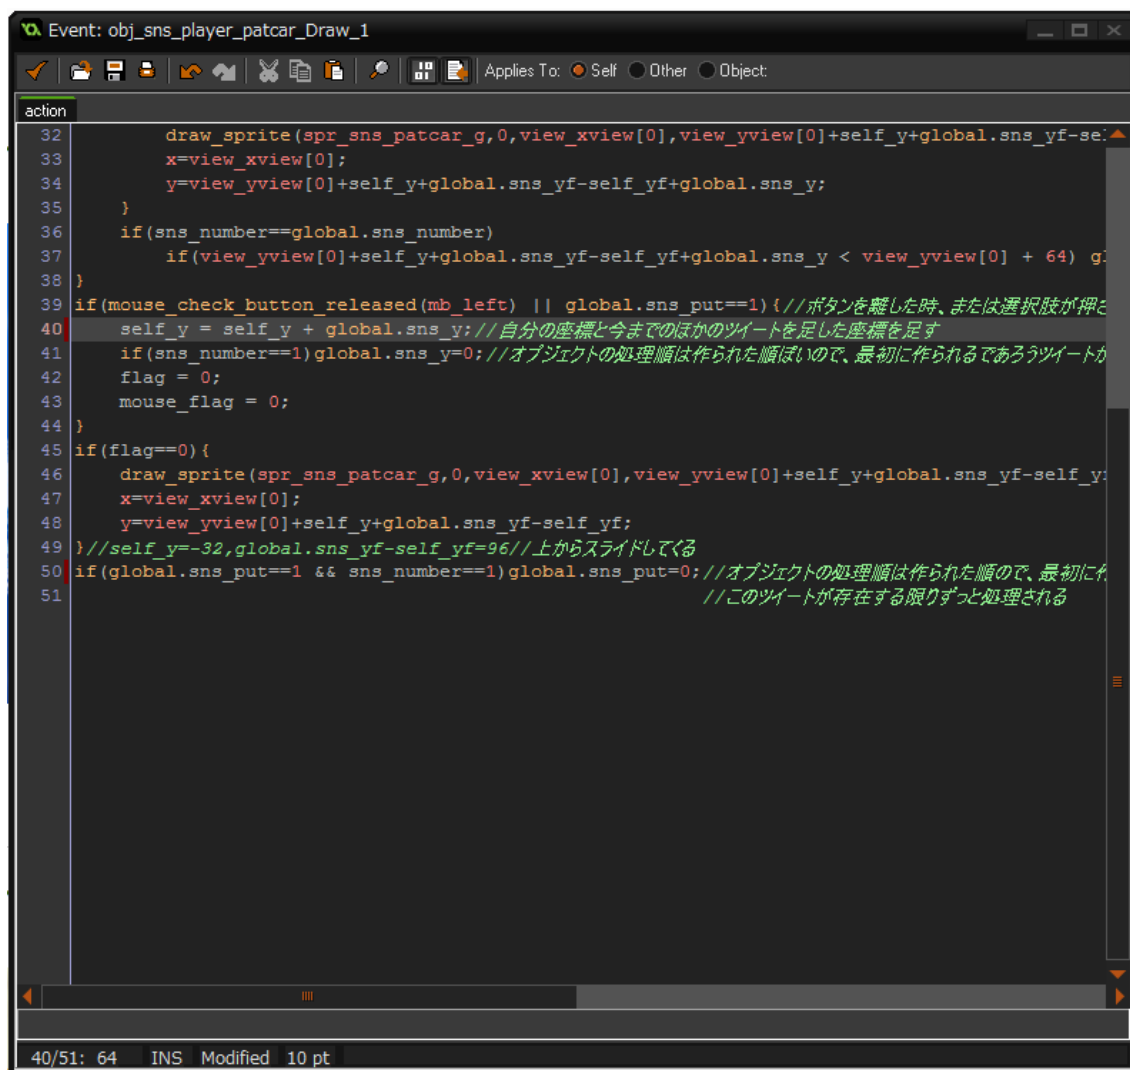 Event: obj_sns_player_patcar_Draw_1
Applies To: Self Other Object:
action
32 draw_sprite(spr_sns_patcar_g,0,view_xview[0],view_yview[0]+self_y+global.sns_yf-sel
33 x=view_xview[0];
34 y=view_yview[0]+self_y+global.sns_yf-self_yf+global.sns_y;
35 }
36 if(sns_number==global.sns_number)
37 if(view_yview[0]+self_y+global.sns_yf-self_yf+global.sns_y < view_yview[0] + 64) gl
38 }
39 if(mouse_check_button_released(mb_left) || global.sns_put==1){//ボタンを離した時、または選択肢が押さ
40 self_y = self_y + global.sns_y;//自分の座標と今までのほかのツイートを足した座標を足す
41 if(sns_number==1)global.sns_y=0;//オブジェクトの処理順は作られた順ぽいので、最初に作られるであろうツイートが
42 flag = 0;
43 mouse_flag = 0;
44 }
45 if(flag==0){
46 draw_sprite(spr_sns_patcar_g,0,view_xview[0],view_yview[0]+self_y+global.sns_yf-self_y
47 x=view_xview[0];
48 y=view_yview[0]+self_y+global.sns_yf-self_yf;
49 }//self_y=-32,global.sns_yf-self_yf=96//上からスライドしてくる
50 if(global.sns_put==1 && sns_number==1)global.sns_put=0;//オブジェクトの処理順は作られた順ので、最初に作
51 //このツイートが存在する限りずっと処理される
40/51: 64 INS Modified 10 pt